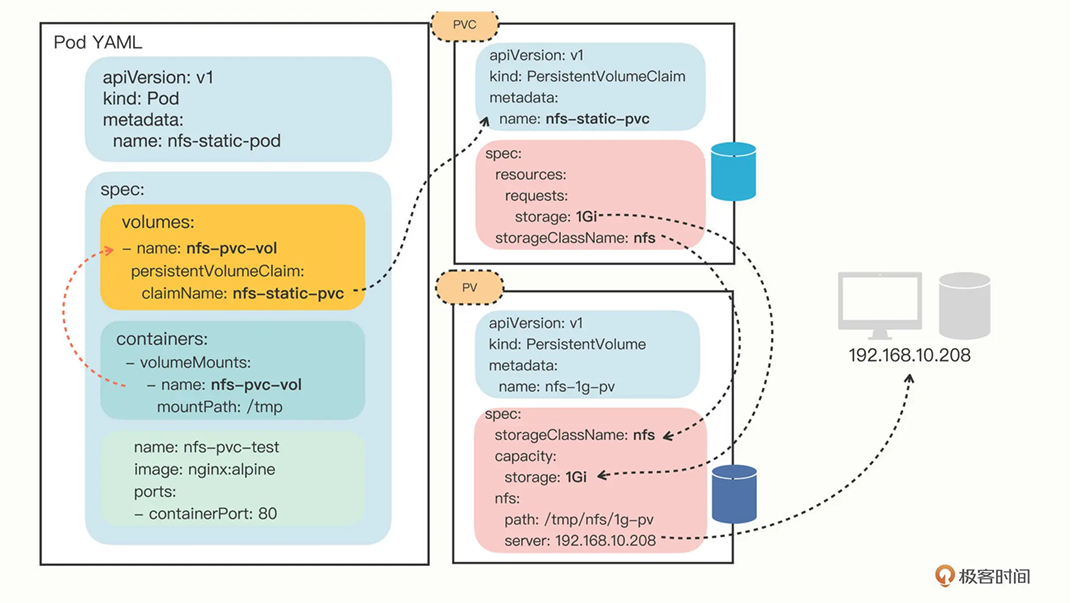 Pod YAML
apiVersion: v1
kind: Pod
metadata:
name: nfs-static-pod
spec:
volumes:
– name: nfs-pvc-vol
persistentVolumeClaim:
claimName: nfs-static-pvc
containers:
– volumeMounts:
– name: nfs-pvc-vol
mountPath: /tmp
name: nfs-pvc-test
image: nginx:alpine
ports:
– containerPort: 80
PVC
apiVersion: v1
kind: PersistentVolumeClaim
metadata:
name: nfs-static-pvc
spec:
resources:
requests:
storage: 1Gi
storageClassName: nfs
PV
apiVersion: v1
kind: PersistentVolume
metadata:
name: nfs-1g-pv
spec:
storageClassName: nfs
capacity:
storage: 1Gi
nfs:
path: /tmp/nfs/1g-pv
server: 192.168.10.208
192.168.10.208
极客时间